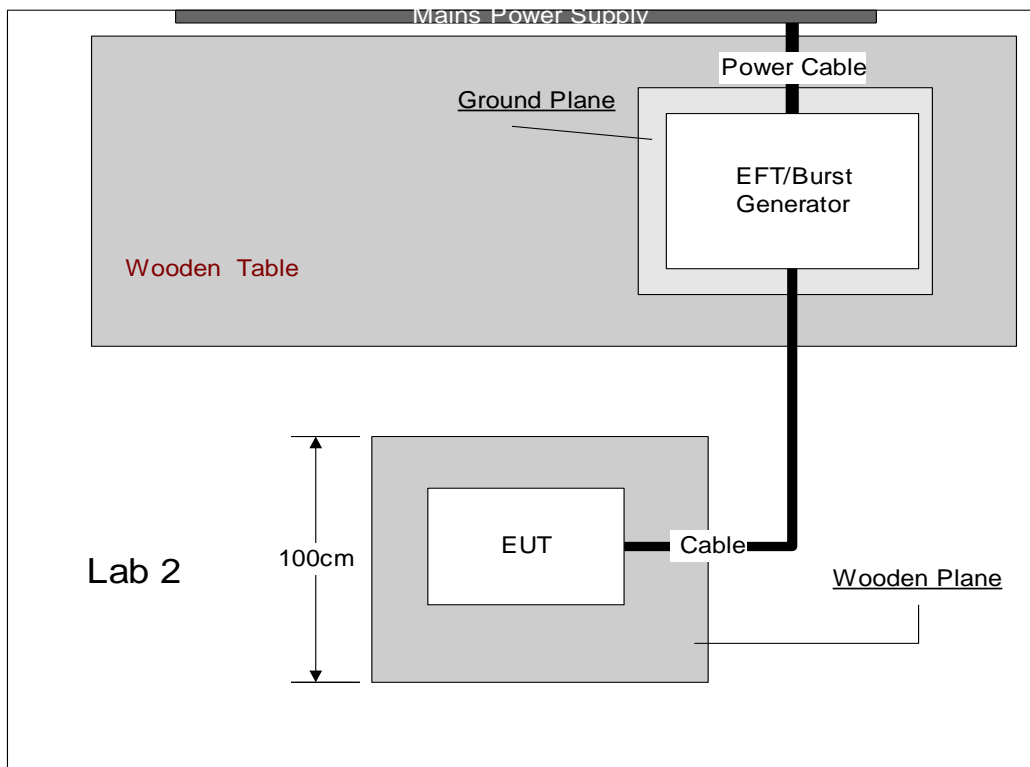 Mains Power Supply
Power Cable
Ground Plane
EFT/Burst
Generator
Wooden Table
EUT
Cable
100cm
Lab 2
Wooden Plane